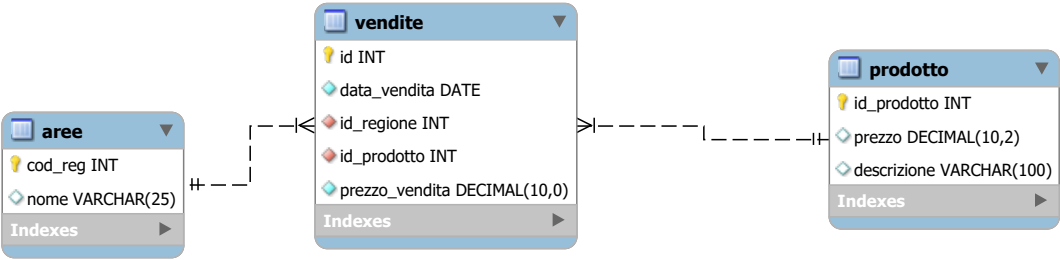 aree
cod_reg INT
nome VARCHAR(25)
Indexes
vendite
id INT
data_vendita DATE
id_regione INT
id_prodotto INT
prezzo_vendita DECIMAL(10,0)
Indexes
prodotto
id_prodotto INT
prezzo DECIMAL(10,2)
descrizione VARCHAR(100)
Indexes